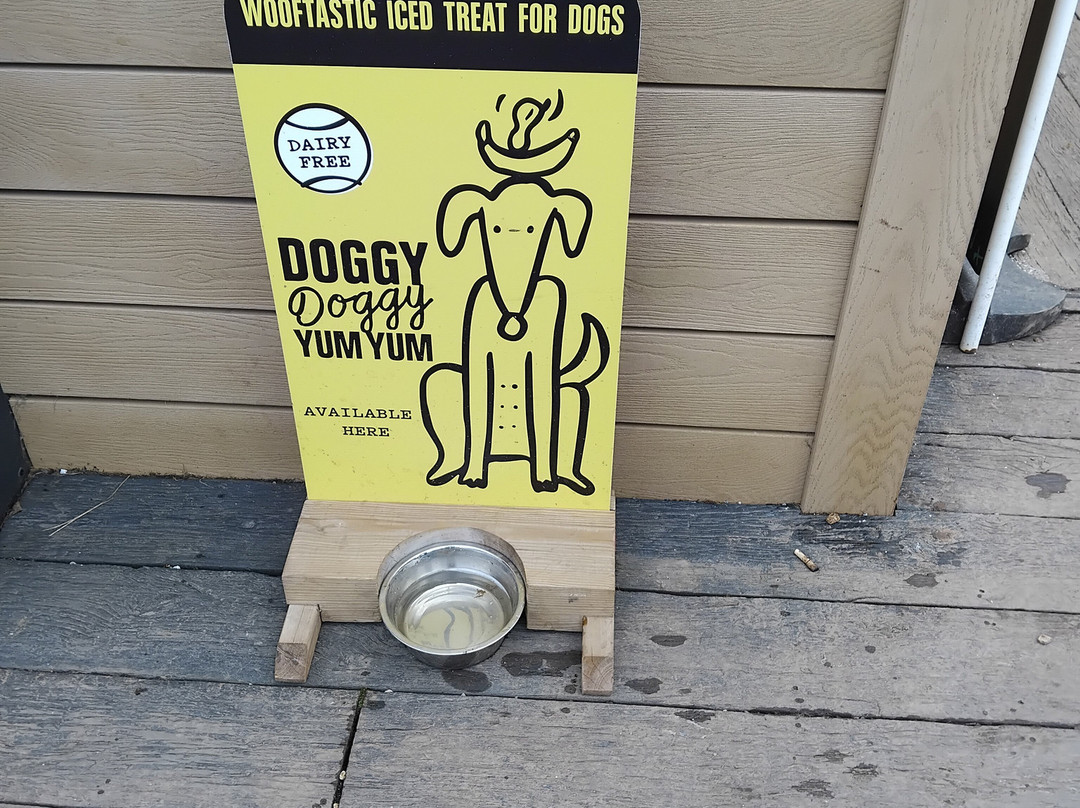 WOOFTASTIC ICED TREAT FOR DOGS
DAIRY
FREE
DOGGY
Doggy
YUM YUM
AVAILABLE
HERE